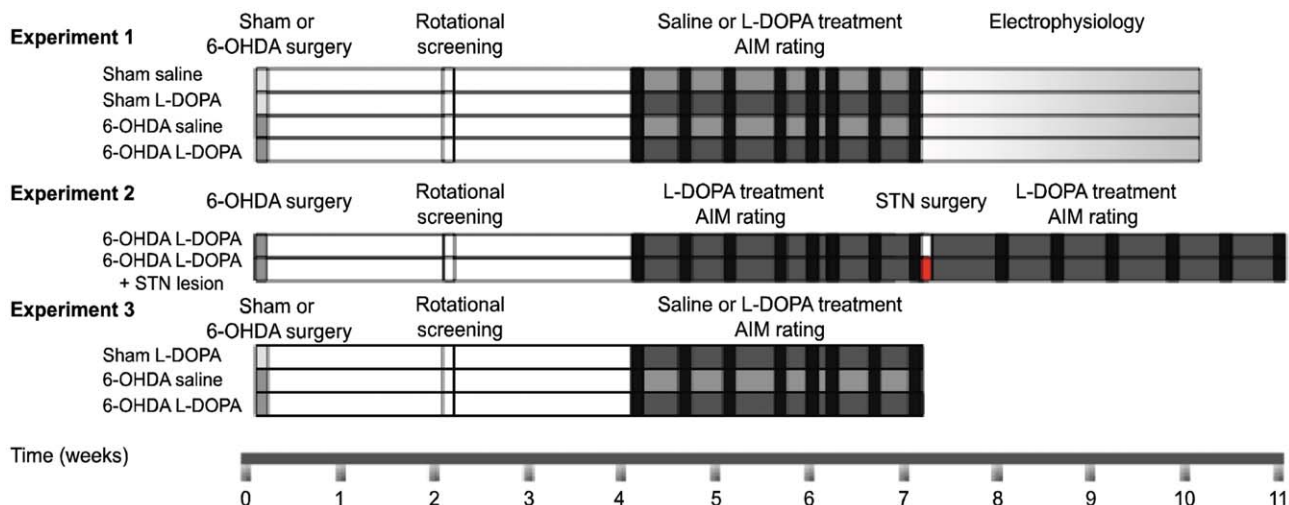 Experiment 1
Sham or
6-OHDA surgery
Rotational
screening
Saline or L-DOPA treatment
AIM rating
Electrophysiology
Sham saline
Sham L-DOPA
6-OHDA saline
6-OHDA L-DOPA
Experiment 2
6-OHDA surgery
Rotational
screening
L-DOPA treatment
AIM rating
STN surgery
L-DOPA treatment
AIM rating
6-OHDA L-DOPA
6-OHDA L-DOPA
+ STN lesion
Experiment 3
Sham or
6-OHDA surgery
Rotational
screening
Saline or L-DOPA treatment
AIM rating
Sham L-DOPA
6-OHDA saline
6-OHDA L-DOPA
Time (weeks)
0 1 2 3 4 5 6 7 8 9 10 11